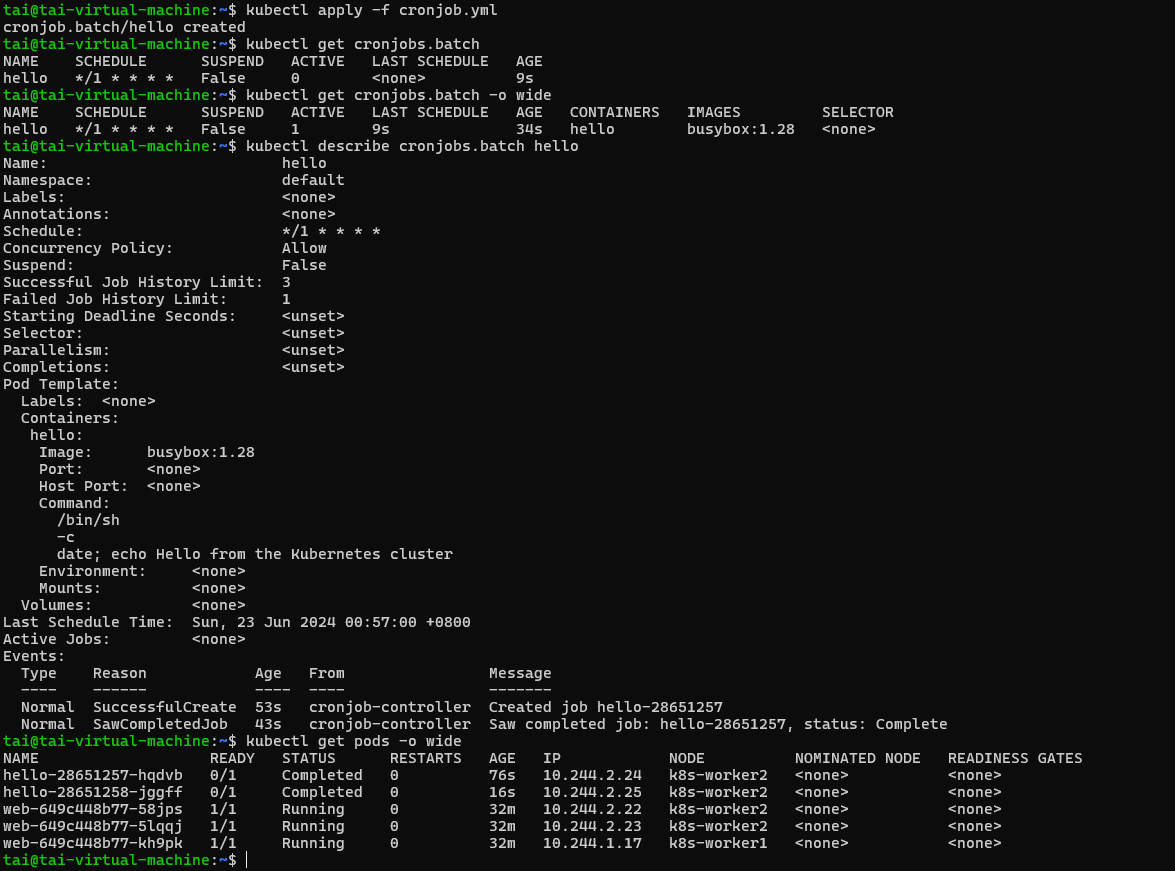 tai@tai-virtual-machine:~$ kubectl apply -f cronjob.yml
cronjob.batch/hello created
tai@tai-virtual-machine:~$ kubectl get cronjobs.batch
NAME    SCHEDULE      SUSPEND   ACTIVE   LAST SCHEDULE   AGE
hello   */1 * * * *   False     0        <none>          9s
tai@tai-virtual-machine:~$ kubectl get cronjobs.batch -o wide
NAME    SCHEDULE      SUSPEND   ACTIVE   LAST SCHEDULE   AGE   CONTAINERS   IMAGES         SELECTOR
hello   */1 * * * *   False     1        9s              34s   hello        busybox:1.28   <none>
tai@tai-virtual-machine:~$ kubectl describe cronjobs.batch hello
Name:                          hello
Namespace:                     default
Labels:                        <none>
Annotations:                   <none>
Schedule:                      */1 * * * *
Concurrency Policy:            Allow
Suspend:                       False
Successful Job History Limit:  3
Failed Job History Limit:      1
Starting Deadline Seconds:     <unset>
Selector:                      <unset>
Parallelism:                   <unset>
Completions:                   <unset>
Pod Template:
  Labels:  <none>
  Containers:
   hello:
    Image:      busybox:1.28
    Port:       <none>
    Host Port:  <none>
    Command:
      /bin/sh
      -c
      date; echo Hello from the Kubernetes cluster
    Environment:     <none>
    Mounts:          <none>
  Volumes:           <none>
Last Schedule Time:  Sun, 23 Jun 2024 00:57:00 +0800
Active Jobs:         <none>
Events:
  Type    Reason            Age   From                Message
  ----    ------            ----  ----                -------
  Normal  SuccessfulCreate  53s   cronjob-controller  Created job hello-28651257
  Normal  SawCompletedJob   43s   cronjob-controller  Saw completed job: hello-28651257, status: Complete
tai@tai-virtual-machine:~$ kubectl get pods -o wide
NAME                   READY   STATUS      RESTARTS   AGE   IP            NODE          NOMINATED NODE   READINESS GATES
hello-28651257-hqdvb   0/1     Completed   0          76s   10.244.2.24   k8s-worker2   <none>           <none>
hello-28651258-jggff   0/1     Completed   0          16s   10.244.2.25   k8s-worker2   <none>           <none>
web-649c448b77-58jps   1/1     Running     0          32m   10.244.2.22   k8s-worker2   <none>           <none>
web-649c448b77-5lqqj   1/1     Running     0          32m   10.244.2.23   k8s-worker2   <none>           <none>
web-649c448b77-kh9pk   1/1     Running     0          32m   10.244.1.17   k8s-worker1   <none>           <none>
tai@tai-virtual-machine:~$